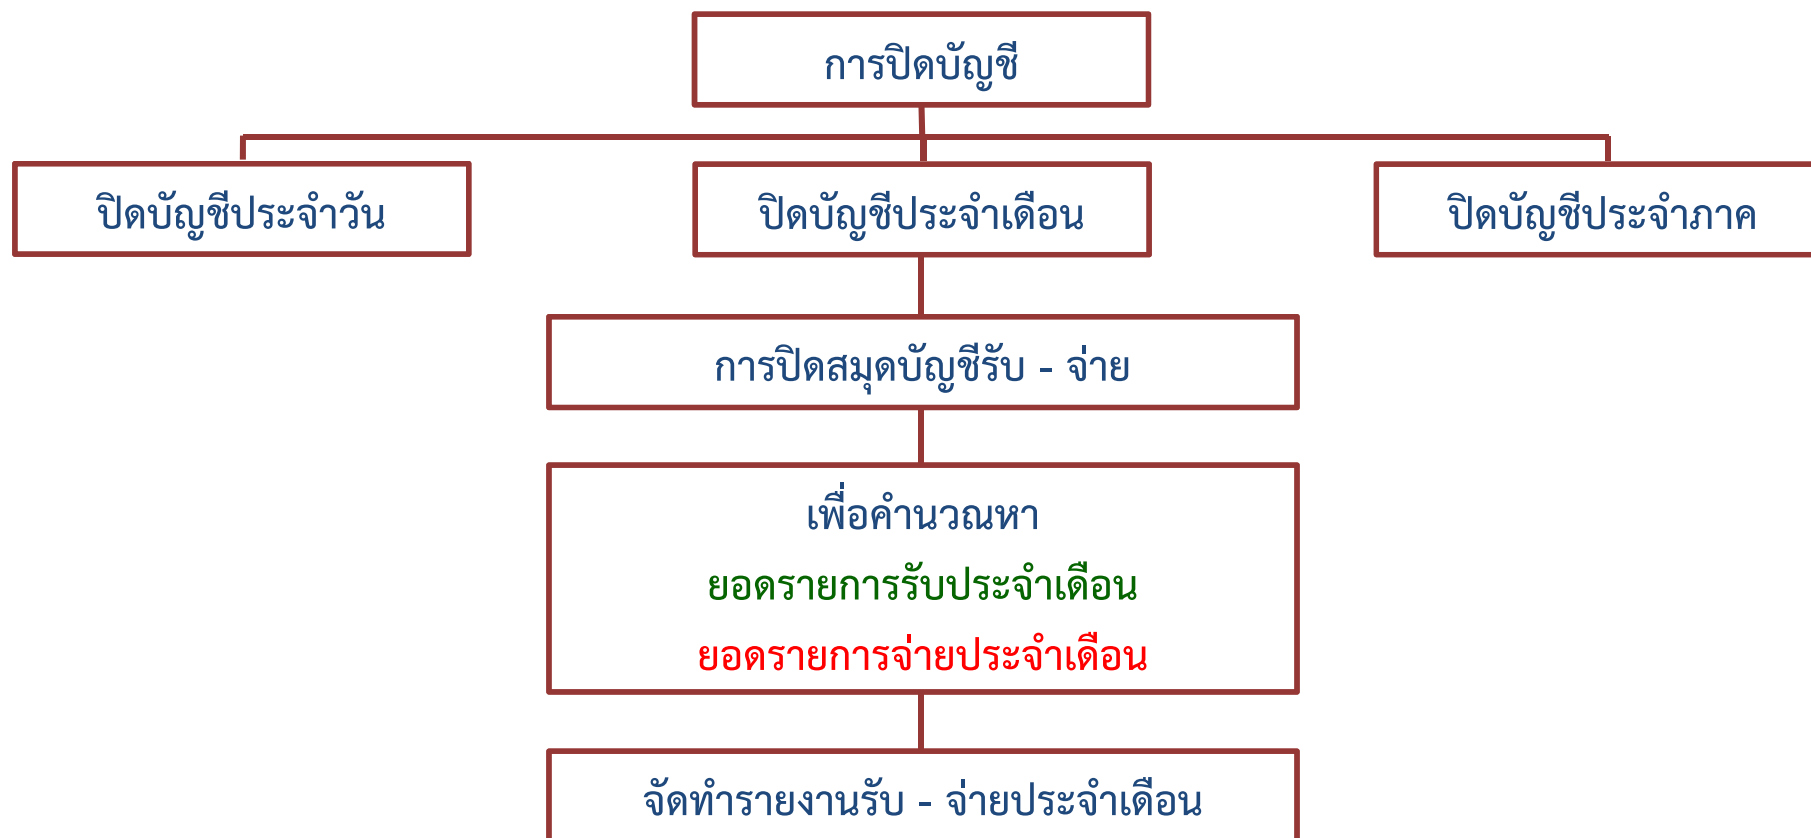 การปิดบัญชี
ปิดบัญชีประจำวัน
ปิดบัญชีประจำเดือน
ปิดบัญชีประจำภาค
การปิดสมุดบัญชีรับ - จ่าย
เพื่อคำนวณหา
ยอดรายการรับประจำเดือน
ยอดรายการจ่ายประจำเดือน
จัดทำรายงานรับ - จ่ายประจำเดือน